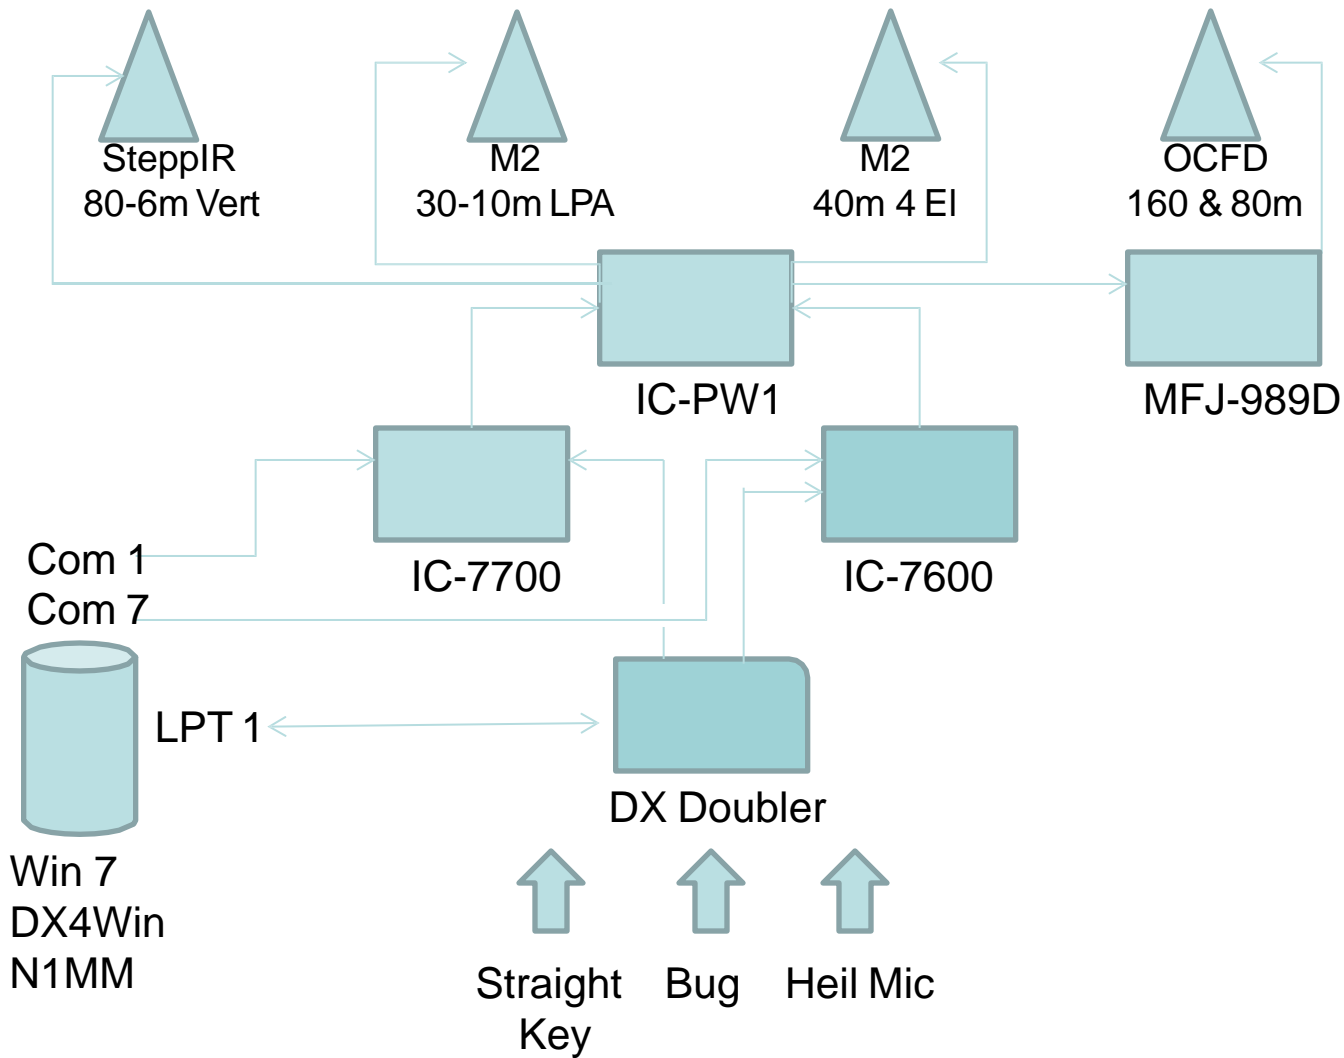 SteppIR
80-6m Vert
M2
30-10m LPA
M2
40m 4 El
OCFD
160 & 80m
IC-PW1
MFJ-989D
IC-7700
IC-7600
Com 1
Com 7
LPT 1
DX Doubler
Win 7
DX4Win
N1MM
Straight
Key
Bug
Heil Mic